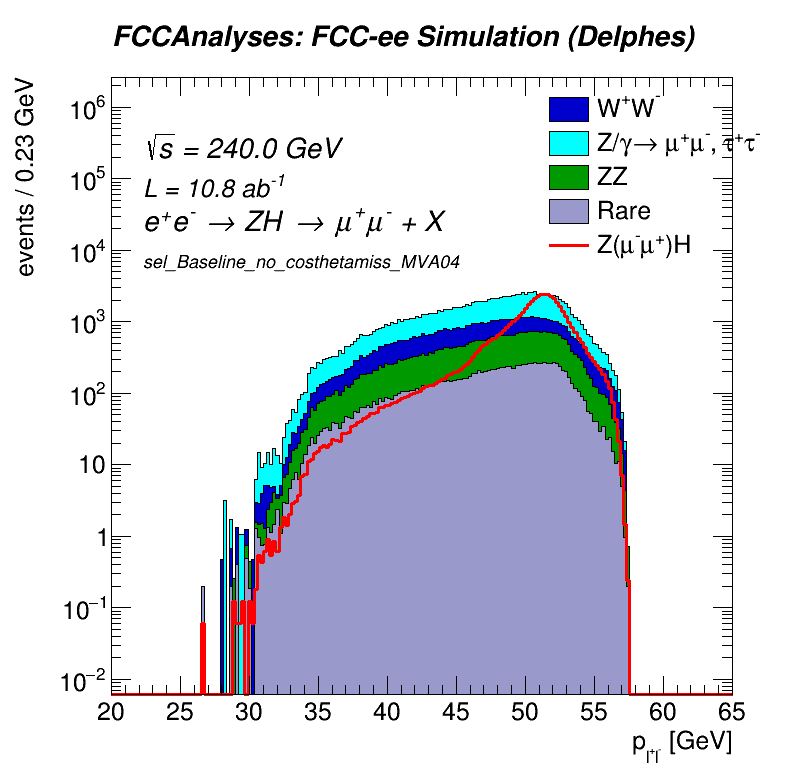 FCCAnalyses: FCC-ee Simulation (Delphes)
events / 0.23 GeV
10⁶
10⁵
10⁴
10³
10²
10
1
10⁻¹
10⁻²
√s = 240.0 GeV
L = 10.8 ab⁻¹
e⁺e⁻ → ZH → μ⁺μ⁻ + X
sel_Baseline_no_costhetamiss_MVA04
W⁺W⁻
Z/γ→ μ⁺μ⁻, τ⁺τ⁻
ZZ
Rare
Z(μ⁻μ⁺)H
20 25 30 35 40 45 50 55 60 65
p_l⁺l⁻ [GeV]